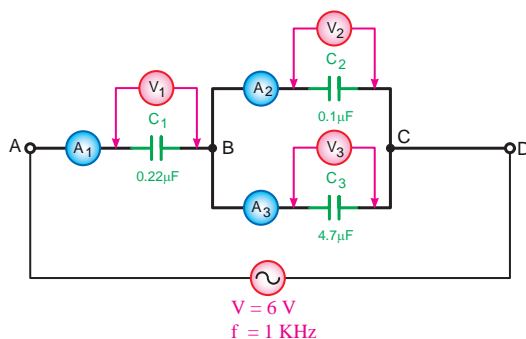 V2
C2
A2
0.1µF
V1
C1
A
A1
0.22µF
B
C
D
V3
C3
A3
4.7µF
V = 6 V
f = 1 KHz